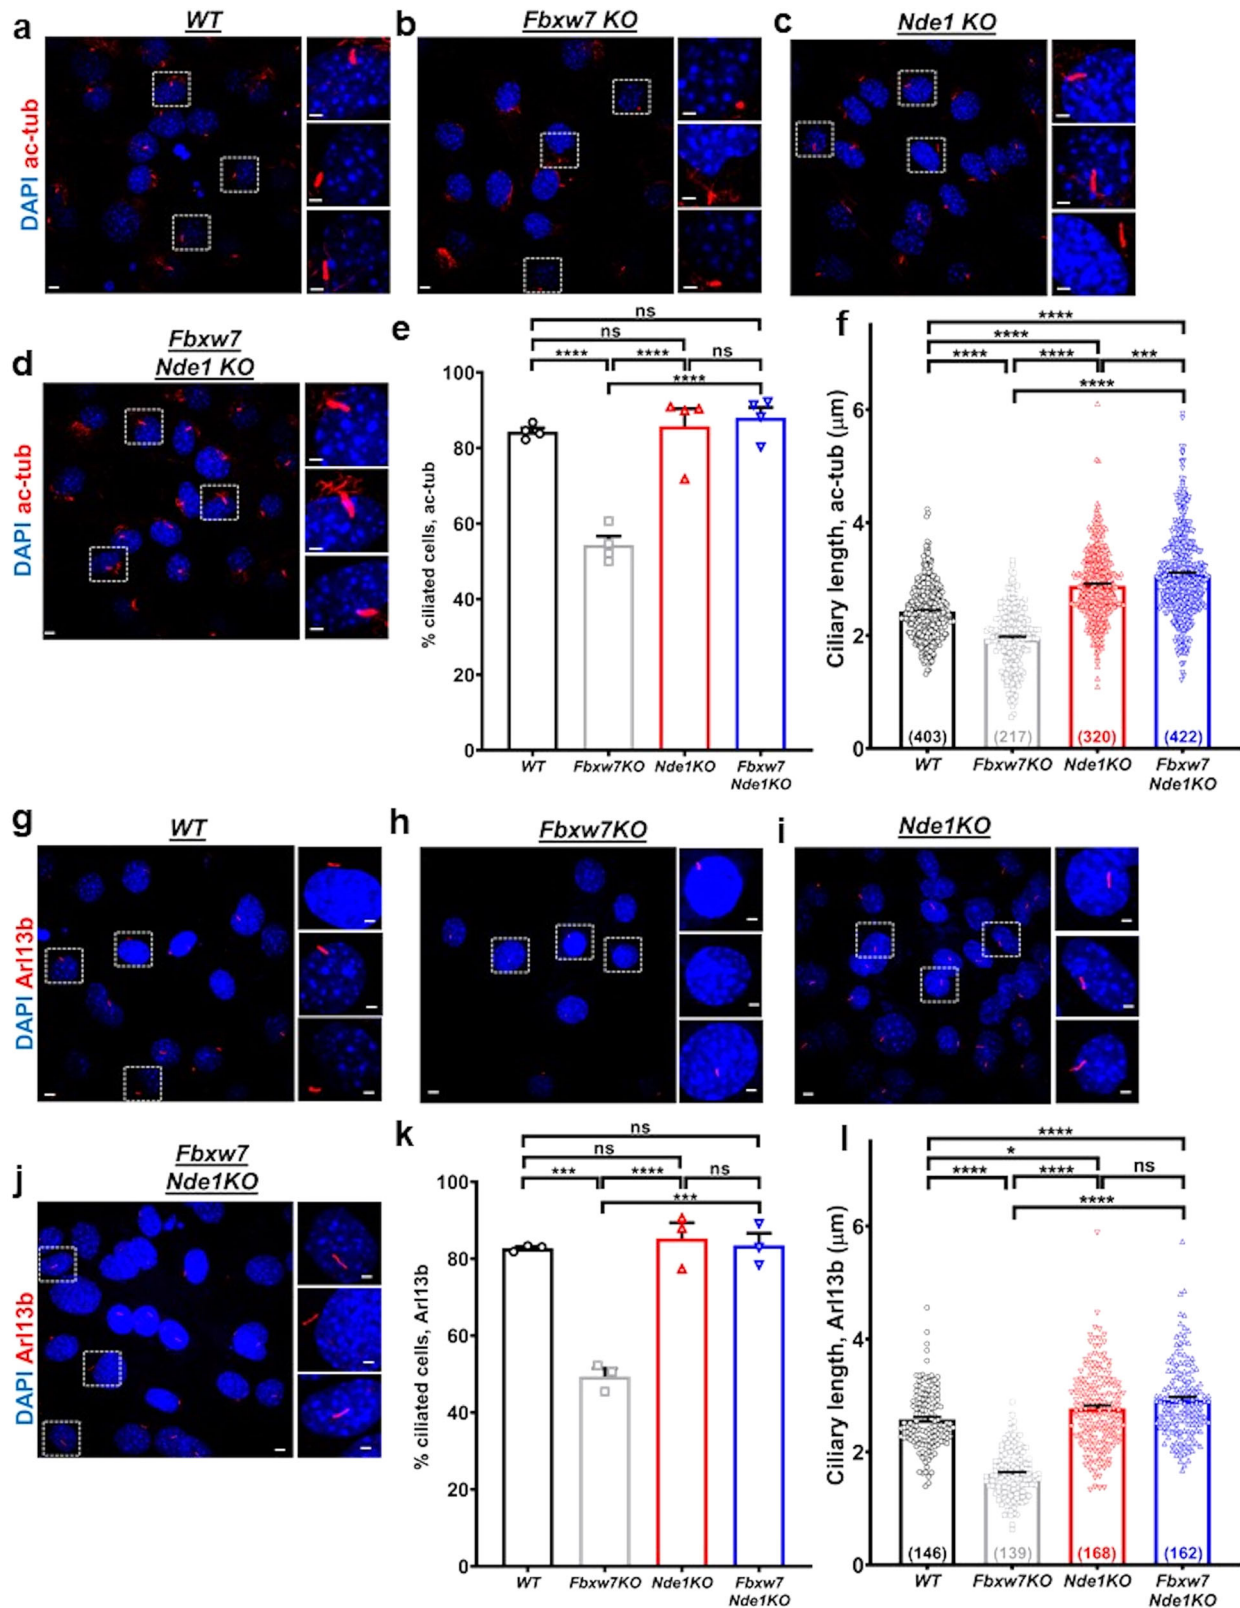 a
WT
b
Fbxw7 KO
c
Nde1 KO
DAPI ac-tub
d
Fbxw7
Nde1 KO
DAPI ac-tub
e
ns
ns
**** **** ns
****
100
80
60
40
20
0
% ciliated cells, ac-tub
WT Fbxw7KO Nde1KO Fbxw7
Nde1KO
f
****
****
**** **** ***
****
6
4
2
0
Ciliary length, ac-tub (μm)
(403) (217) (320) (422)
WT Fbxw7KO Nde1KO Fbxw7
Nde1KO
g
WT
h
Fbxw7KO
i
Nde1KO
DAPI Arl13b
j
Fbxw7
Nde1KO
DAPI Arl13b
k
ns
ns
*** **** ns
***
100
80
60
40
20
0
% ciliated cells, Arl13b
WT Fbxw7KO Nde1KO Fbxw7
Nde1KO
l
****
*
**** **** ns
****
6
4
2
0
Ciliary length, Arl13b (μm)
(146) (139) (168) (162)
WT Fbxw7KO Nde1KO Fbxw7
Nde1KO